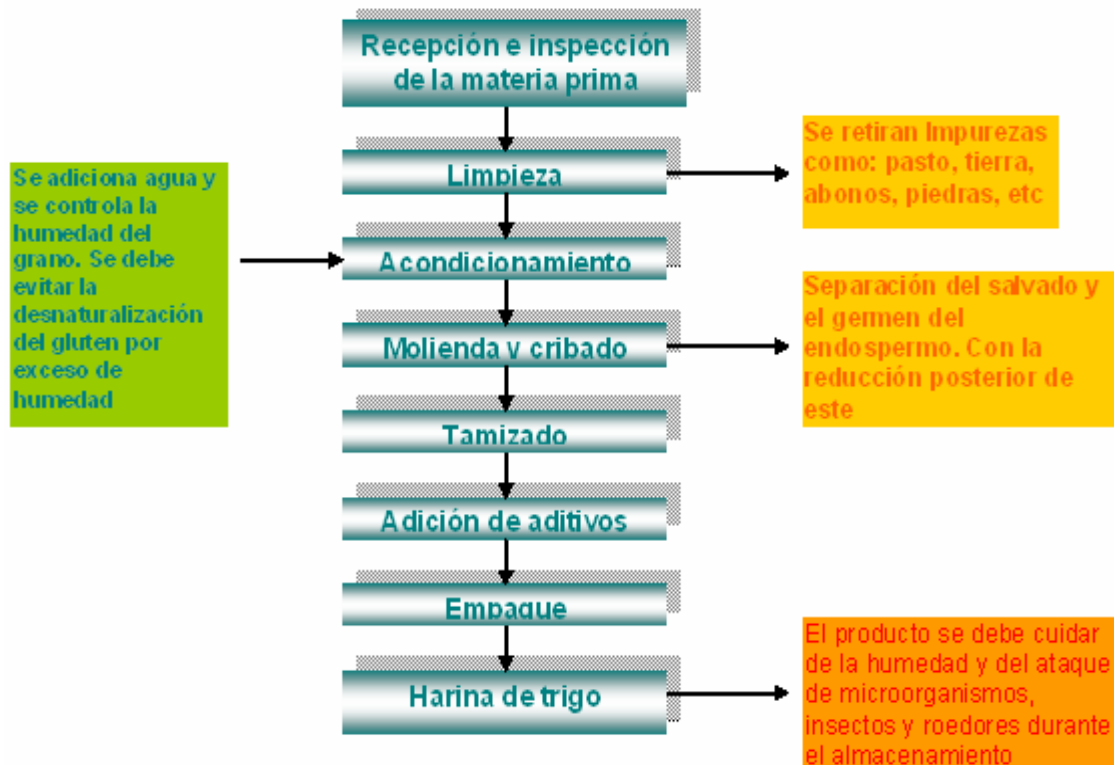 Recepción e inspección
de la materia prima
Limpieza
Se retiran Impurezas
como: pasto, tierra,
abonos, piedras, etc
Se adiciona agua y
se controla la
humedad del
grano. Se debe
evitar la
desnaturalización
del gluten por
exceso de
humedad
Acondicionamiento
Molienda y cribado
Separación del salvado y
el germen del
endospermo. Con la
reducción posterior de
este
Tamizado
Adición de aditivos
Empaque
Harina de trigo
El producto se debe cuidar
de la humedad y del ataque
de microorganismos,
insectos y roedores durante
el almacenamiento